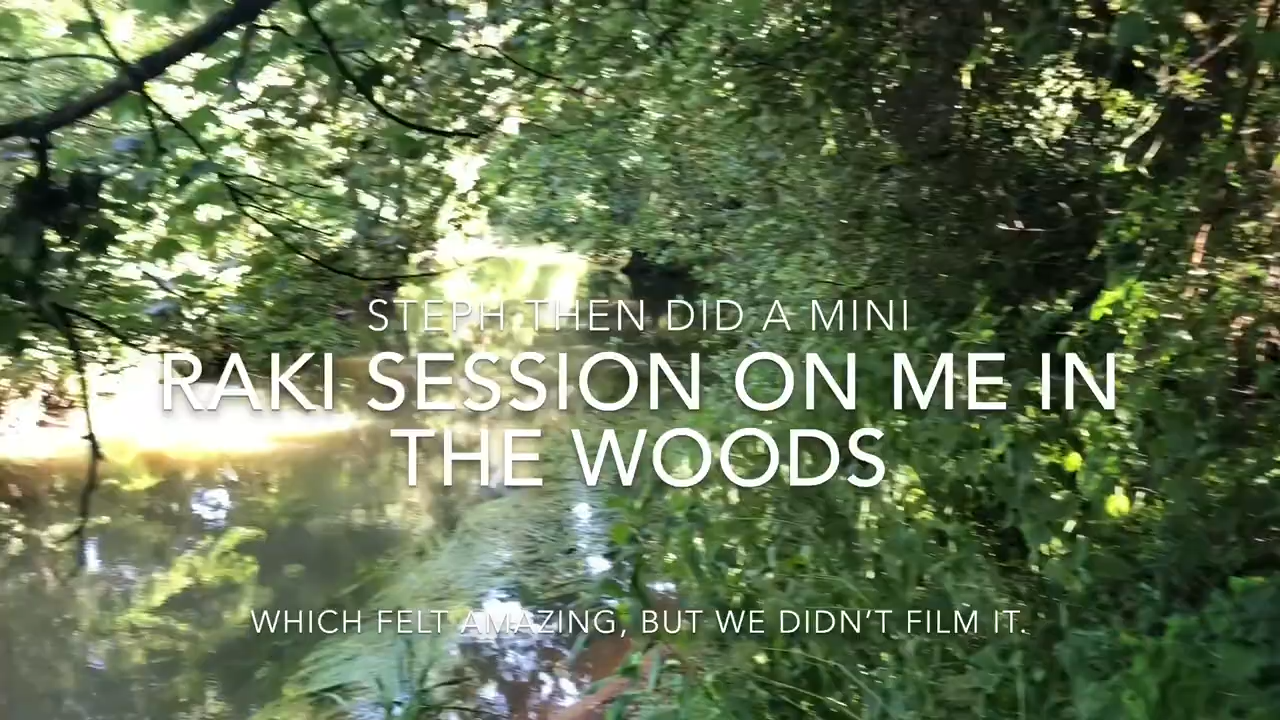 STEPH THEN DID A MINI
RAKI SESSION ON ME IN
THE WOODS
WHICH FELT AMAZING, BUT WE DIDN'T FILM IT.